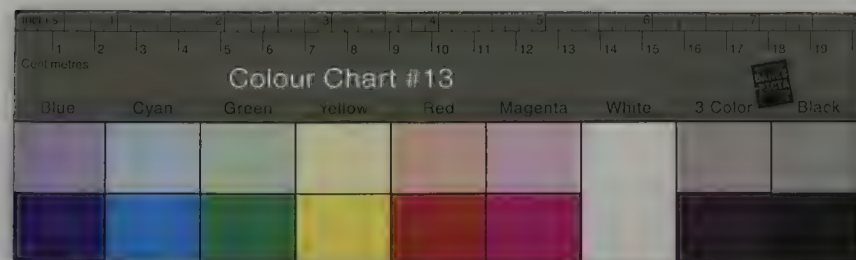 Inches 1 2 3 4 5 6 7
1 2 3 4 5 6 7 8 9 10 11 12 13 14 15 16 17 18 19
Centimetres
Colour Chart #13
Blue Cyan Green Yellow Red Magenta White 3 Color Black